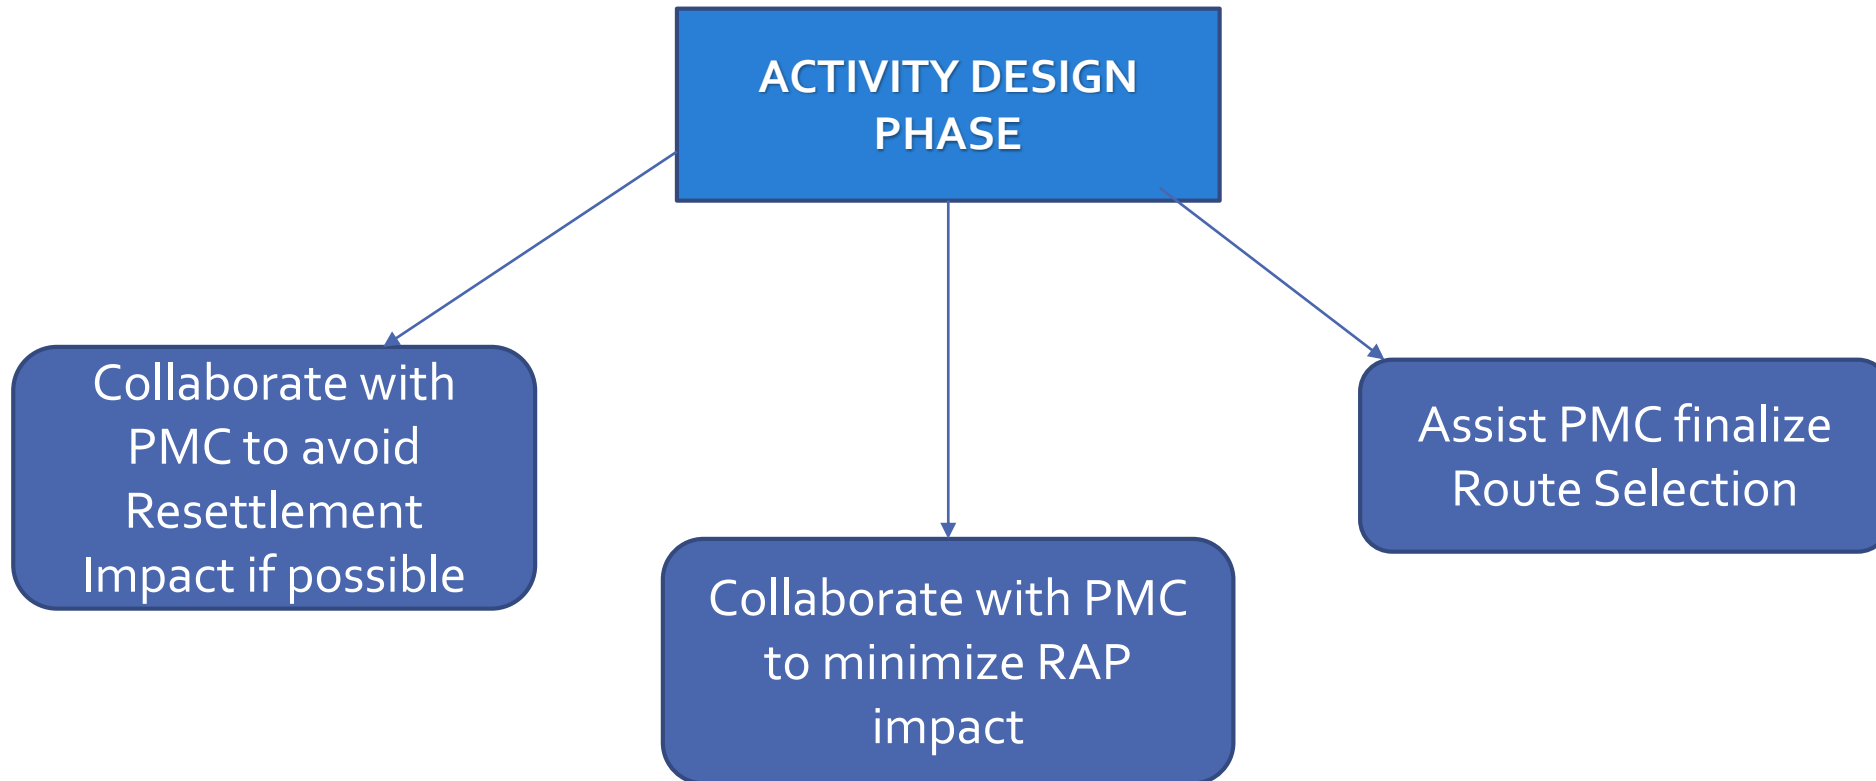 ACTIVITY DESIGN
PHASE
Collaborate with
PMC to avoid
Resettlement
Impact if possible
Collaborate with PMC
to minimize RAP
impact
Assist PMC finalize
Route Selection